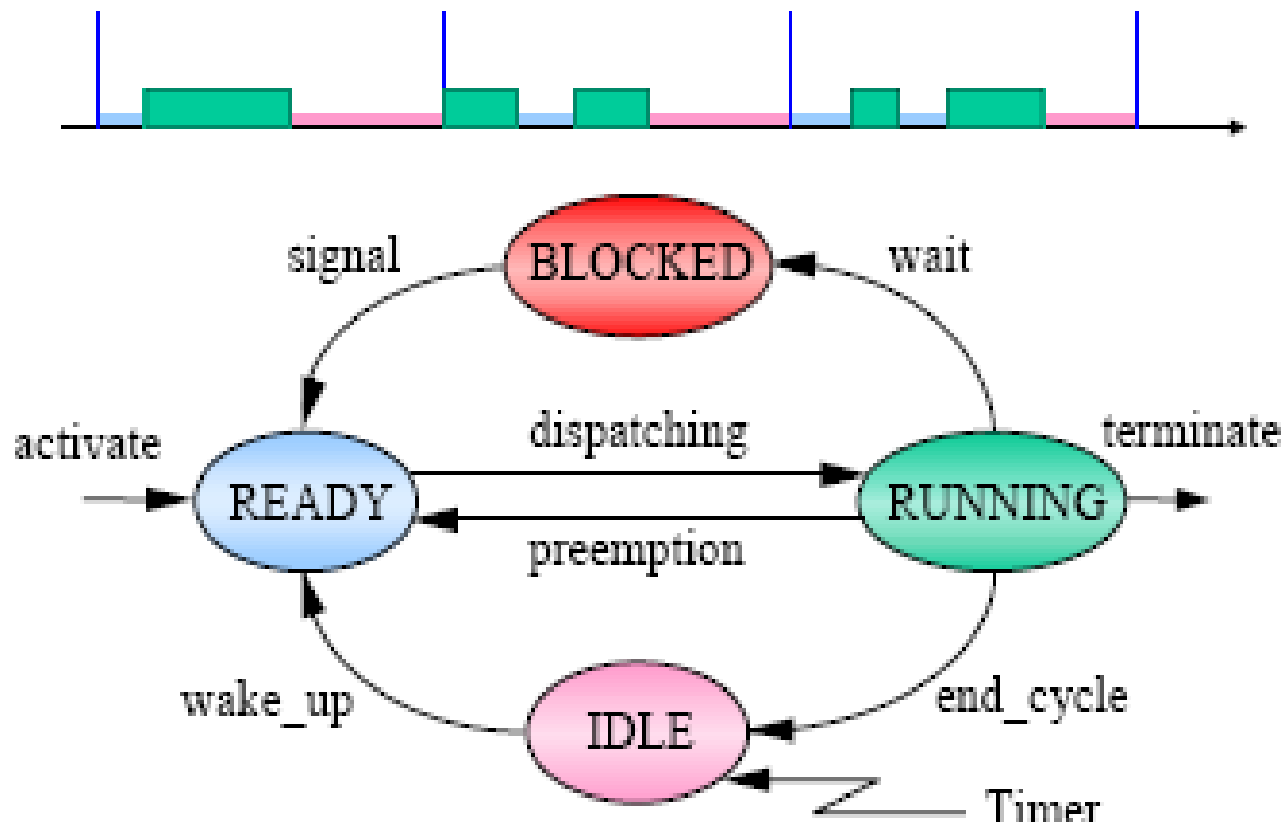 BLOCKED
signal
wait
activate
dispatching
terminate
READY
RUNNING
preemption
wake_up
end_cycle
IDLE
Timer